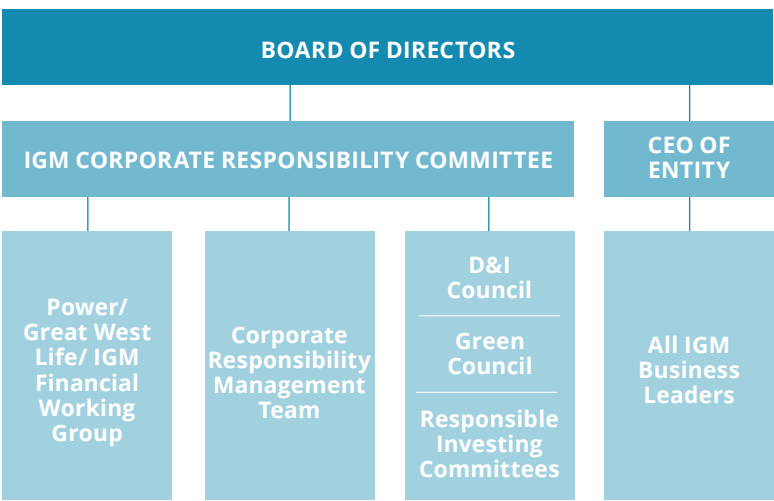 BOARD OF DIRECTORS
IGM CORPORATE RESPONSIBILITY COMMITTEE
CEO OF
ENTITY
Power/
Great West
Life/ IGM
Financial
Working
Group
Corporate
Responsibility
Management
Team
D&I
Council
Green
Council
Responsible
Investing
Committees
All IGM
Business
Leaders